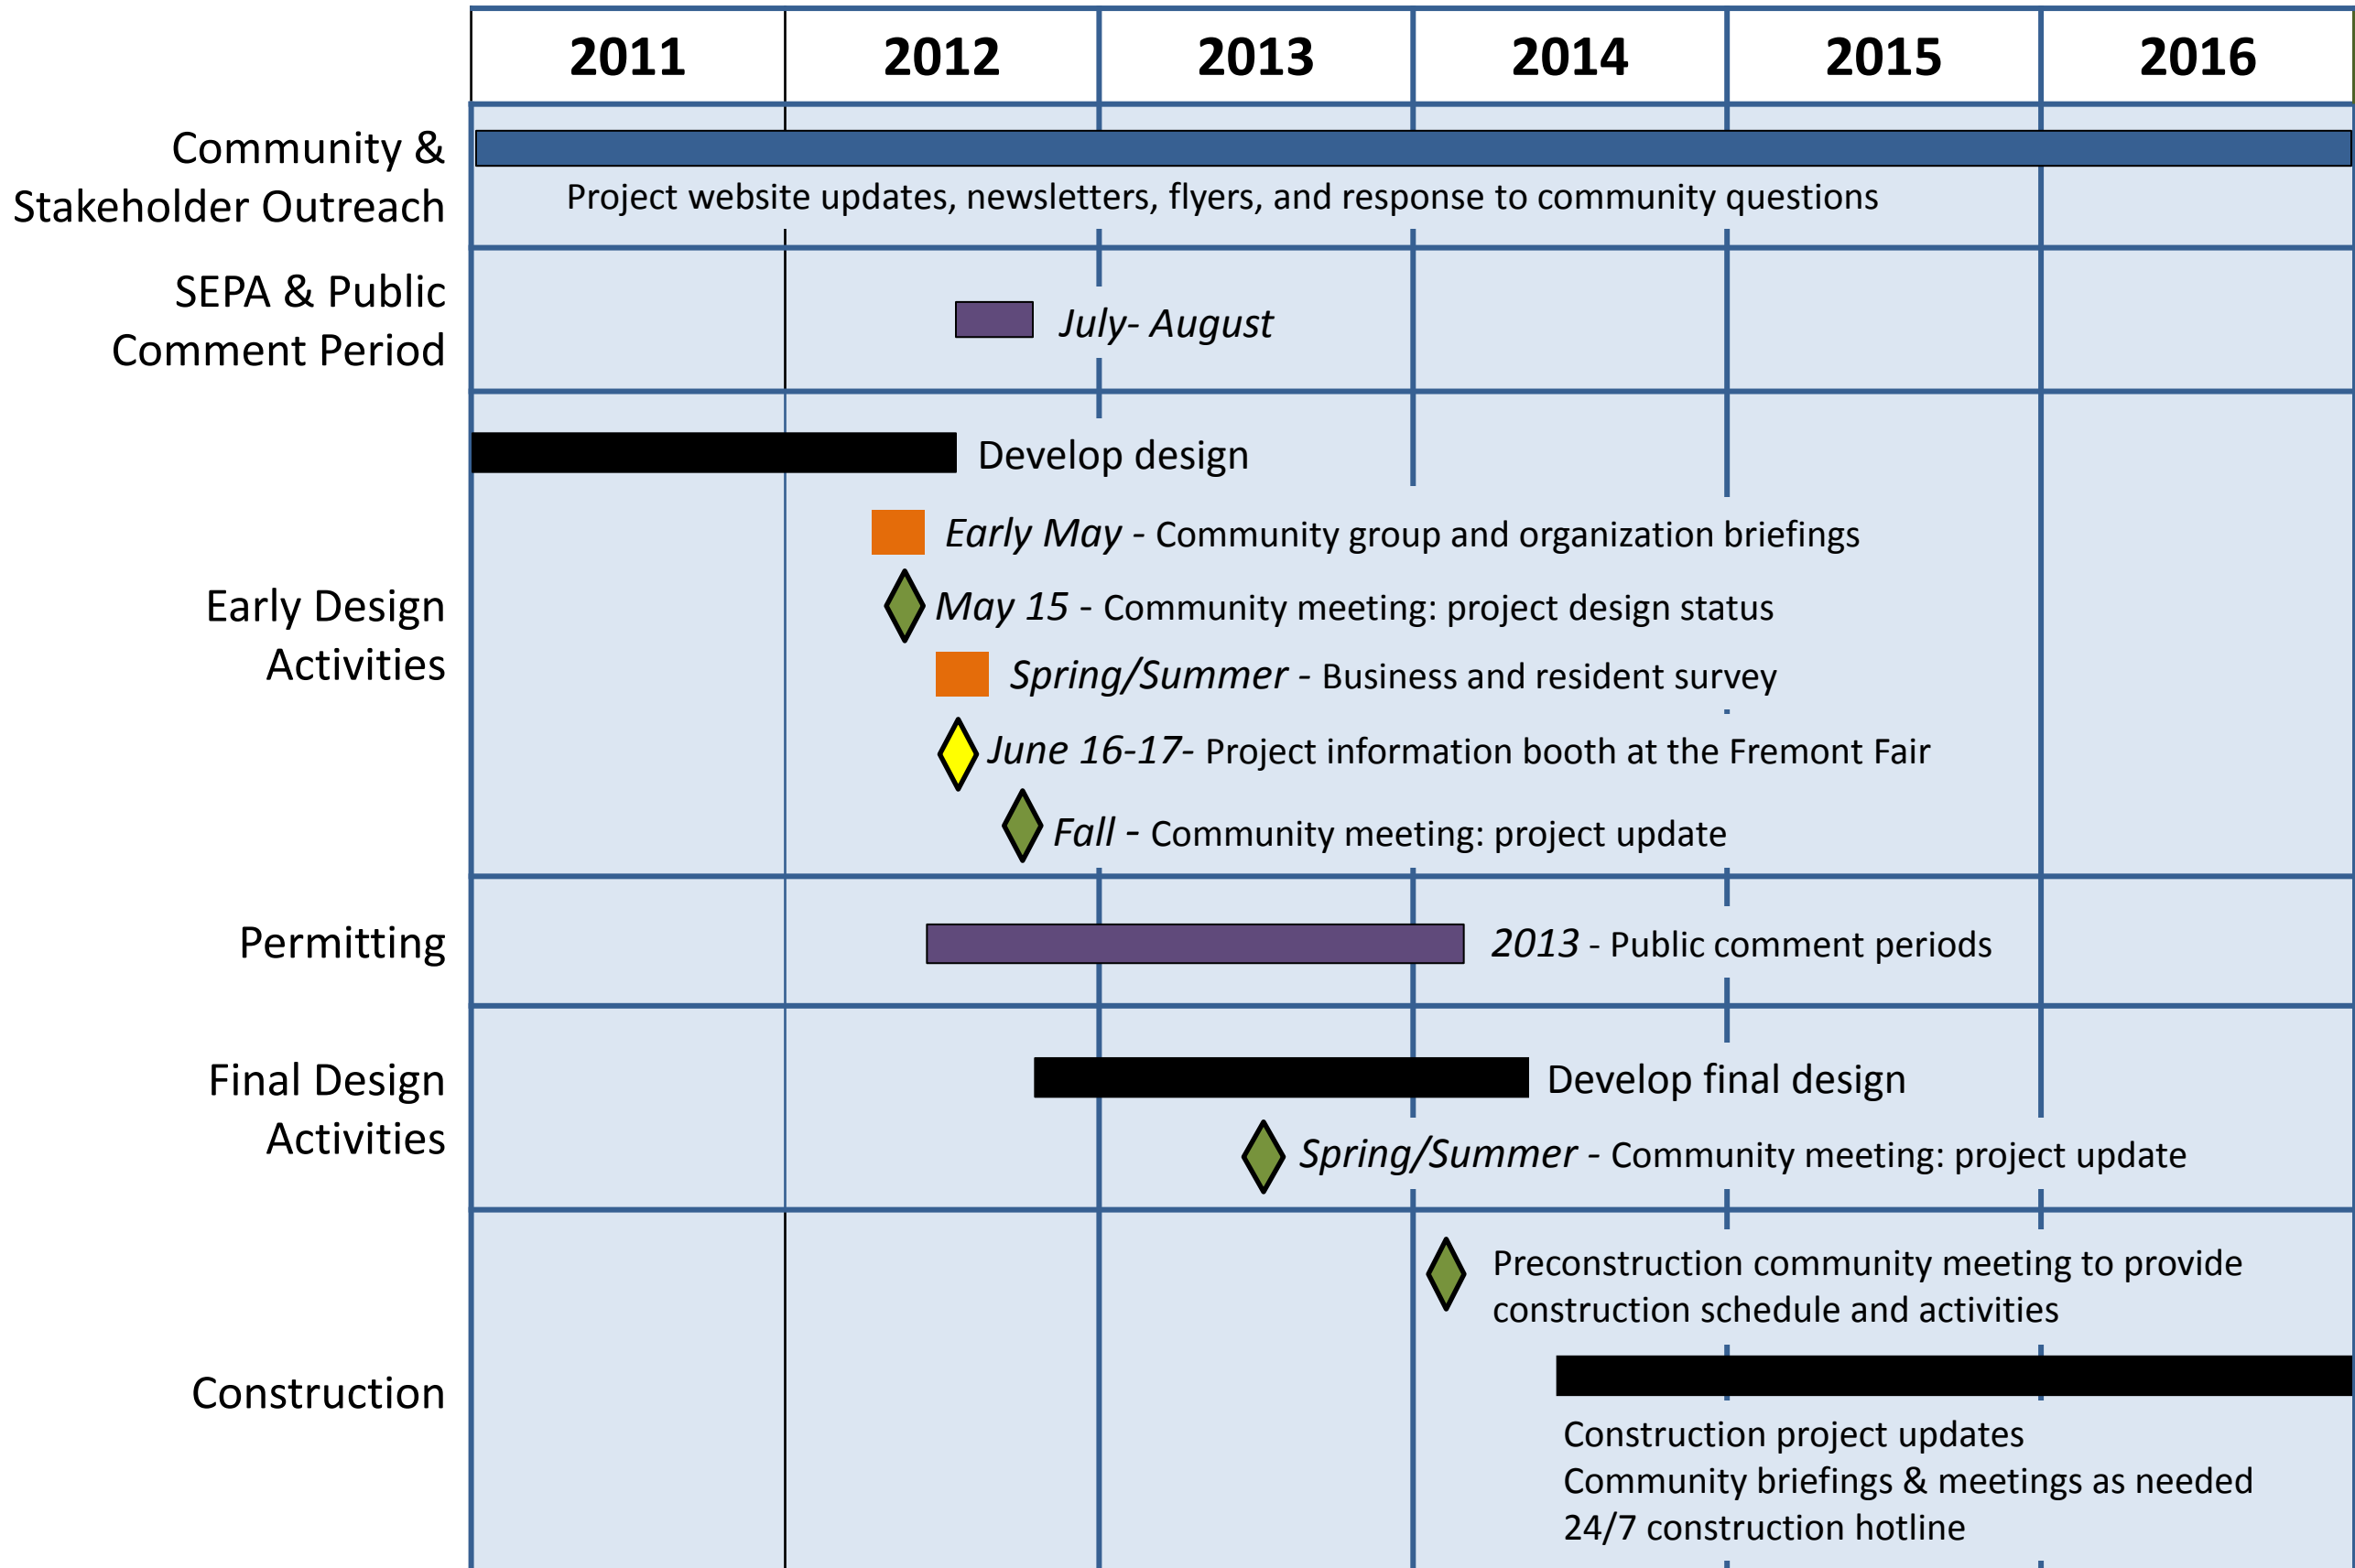 2011 2012 2013 2014 2015 2016
Community &
Stakeholder Outreach
Project website updates, newsletters, flyers, and response to community questions
SEPA & Public
Comment Period
July- August
Early Design
Activities
Develop design
Early May - Community group and organization briefings
May 15 - Community meeting: project design status
Spring/Summer - Business and resident survey
June 16-17- Project information booth at the Fremont Fair
Fall - Community meeting: project update
Permitting
2013 - Public comment periods
Final Design
Activities
Develop final design
Spring/Summer - Community meeting: project update
Construction
Preconstruction community meeting to provide
construction schedule and activities
Construction project updates
Community briefings & meetings as needed
24/7 construction hotline